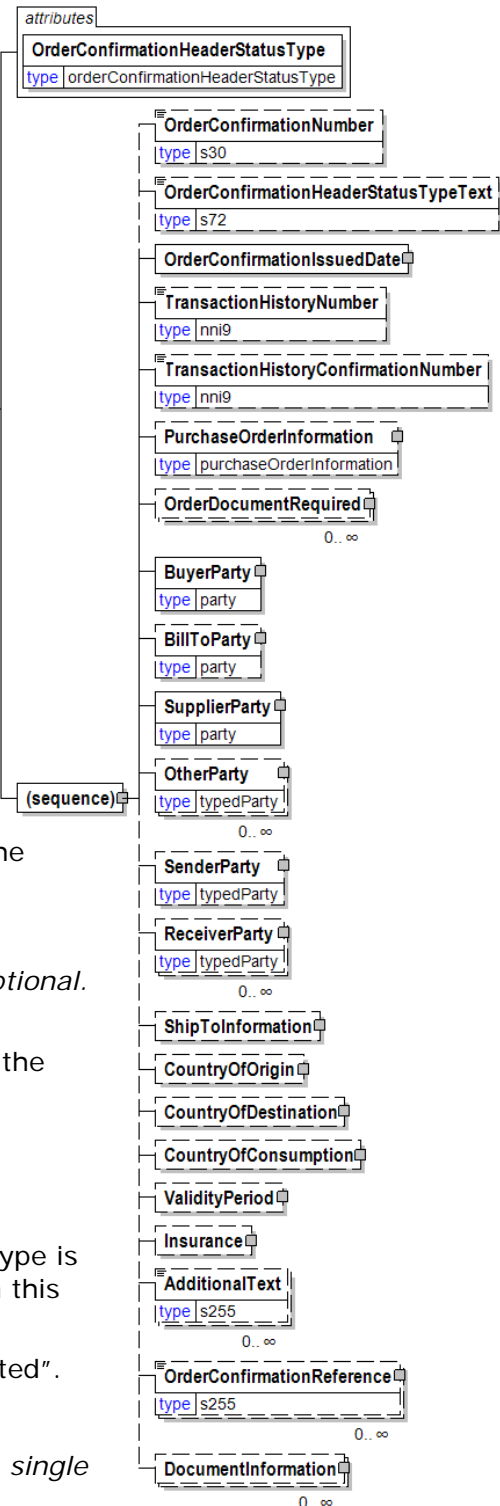 attributes
OrderConfirmationHeaderStatusType
type orderConfirmationHeaderStatusType
OrderConfirmationNumber
type s30
OrderConfirmationHeaderStatusTypeText
type s72
OrderConfirmationIssuedDate
TransactionHistoryNumber
type nni9
TransactionHistoryConfirmationNumber
type nni9
PurchaseOrderInformation
type purchaseOrderInformation
OrderDocumentRequired
0.. ∞
BuyerParty
type party
BillToParty
type party
SupplierParty
type party
OtherParty
type typedParty
0.. ∞
(sequence)
SenderParty
type typedParty
ReceiverParty
type typedParty
0.. ∞
ShipToInformation
CountryOfOrigin
CountryOfDestination
CountryOfConsumption
ValidityPeriod
Insurance
AdditionalText
type s255
0.. ∞
OrderConfirmationReference
type s255
0.. ∞
DocumentInformation
0.. ∞
ne
otional.
the
ype is
this
ted".
single